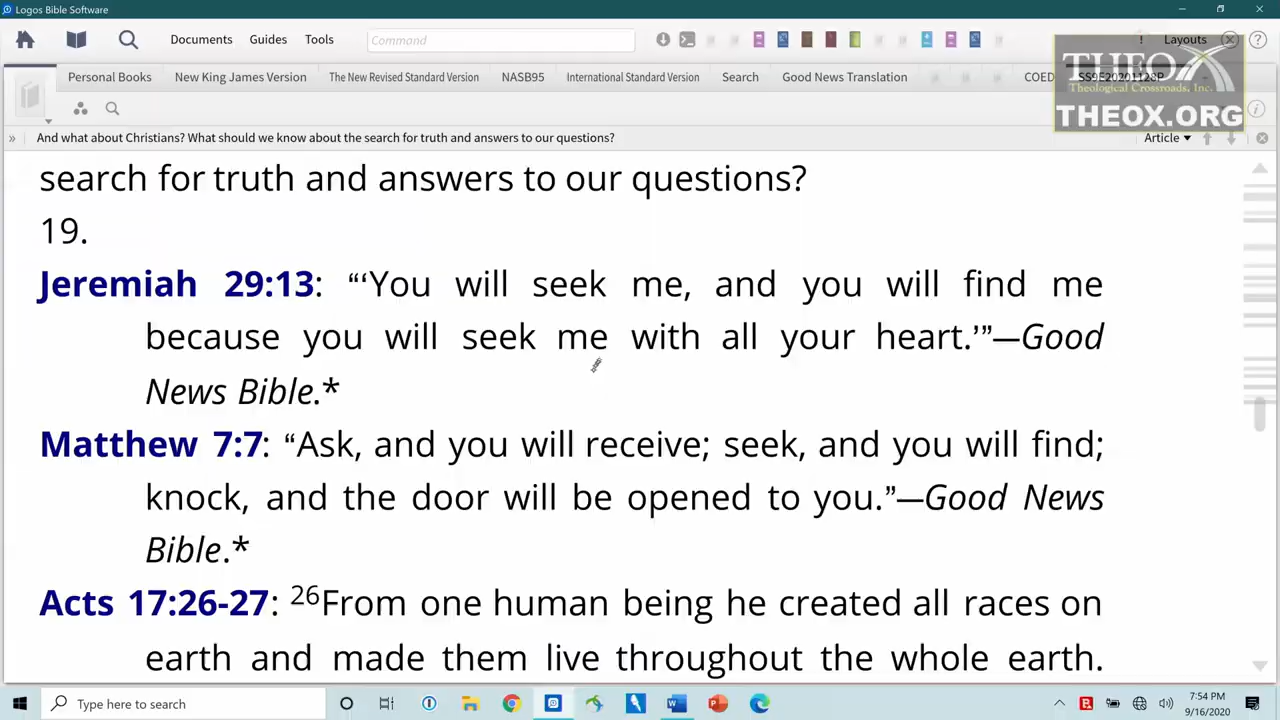 Logos Bible Software
Documents Guides Tools Command Layouts
Personal Books New King James Version The New Revised Standard Version NASB95 International Standard Version Search Good News Translation COED SS9E20201128P
THEOX
Theological Crossroads, Inc.
THEOX.ORG
» And what about Christians? What should we know about the search for truth and answers to our questions? Article
search for truth and answers to our questions?
19.
Jeremiah 29:13: “‘You will seek me, and you will find me
because you will seek me with all your heart.’”—Good
News Bible.*
Matthew 7:7: “Ask, and you will receive; seek, and you will find;
knock, and the door will be opened to you.”—Good News
Bible.*
Acts 17:26-27: 26From one human being he created all races on
earth and made them live throughout the whole earth.
Type here to search
7:54 PM
9/16/2020